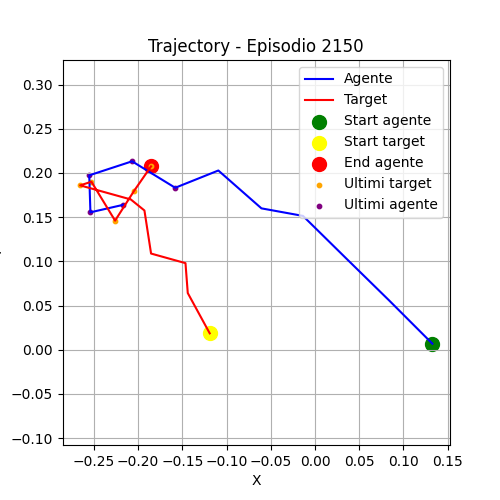 Trajectory - Episodio 2150
Agente
Target
Start agente
Start target
End agente
Ultimi target
Ultimi agente
0.30
0.25
0.20
0.15
0.10
0.05
0.00
−0.05
−0.10
−0.25 −0.20 −0.15 −0.10 −0.05 0.00 0.05 0.10 0.15
X